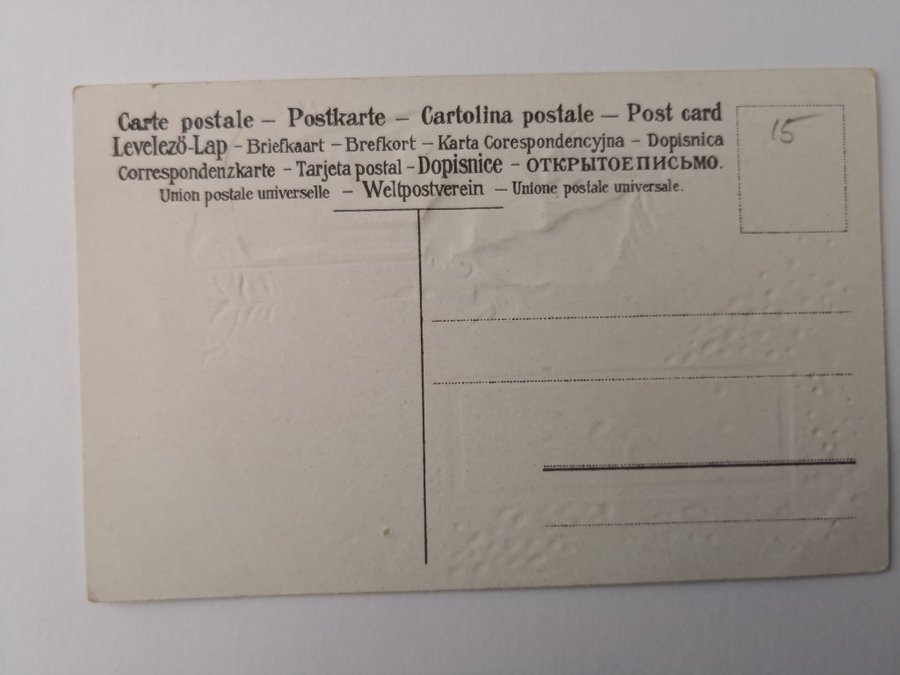 Carte postale – Postkarte – Cartolina postale – Post card
Levelező-Lap – Briefkaart – Brefkort – Karta Corespondencyjna – Dopisnica
Correspondenzkarte – Tarjeta postal – Dopisnice – ОТКРЫТОЕ ПИСЬМО.
Union postale universelle – Weltpostverein – Unione postale universale.
15